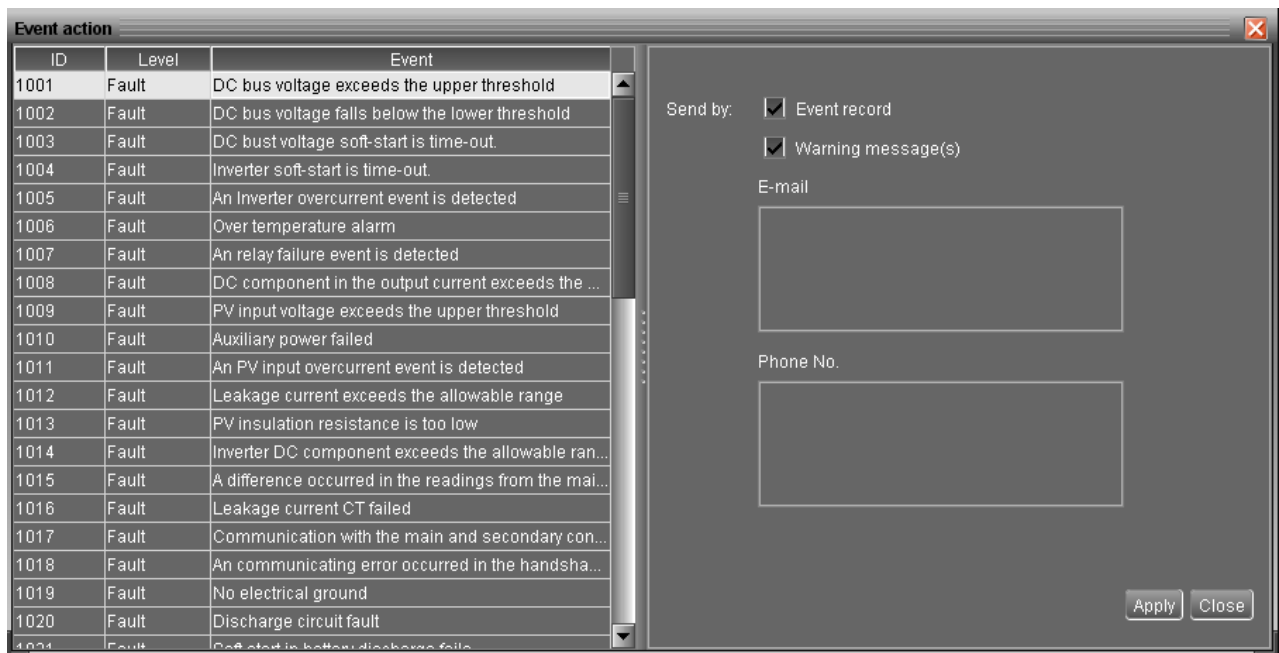 Event action
ID Level Event
1001 Fault DC bus voltage exceeds the upper threshold
1002 Fault DC bus voltage falls below the lower threshold
1003 Fault DC bust voltage soft-start is time-out.
1004 Fault Inverter soft-start is time-out.
1005 Fault An Inverter overcurrent event is detected
1006 Fault Over temperature alarm
1007 Fault An relay failure event is detected
1008 Fault DC component in the output current exceeds the ...
1009 Fault PV input voltage exceeds the upper threshold
1010 Fault Auxiliary power failed
1011 Fault An PV input overcurrent event is detected
1012 Fault Leakage current exceeds the allowable range
1013 Fault PV insulation resistance is too low
1014 Fault Inverter DC component exceeds the allowable ran...
1015 Fault A difference occurred in the readings from the mai...
1016 Fault Leakage current CT failed
1017 Fault Communication with the main and secondary con...
1018 Fault An communicating error occurred in the handsha...
1019 Fault No electrical ground
1020 Fault Discharge circuit fault
1021 Fault Soft start in battery discharge fails
Send by: Event record
Warning message(s)
E-mail
Phone No.
Apply Close